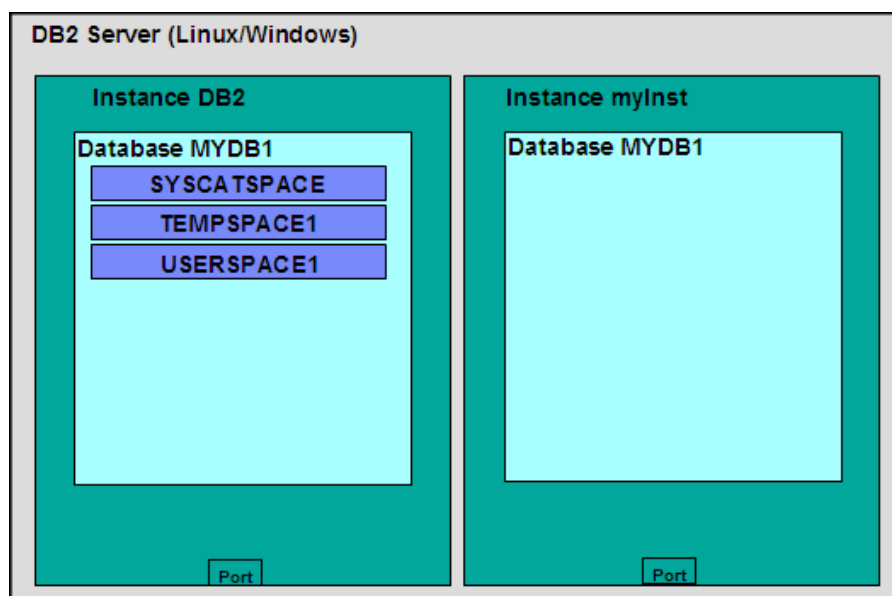 DB2 Server (Linux/Windows)
Instance DB2
Database MYDB1
SYSCATSPACE
TEMPSPACE1
USERSPACE1
Port
Instance myInst
Database MYDB1
Port